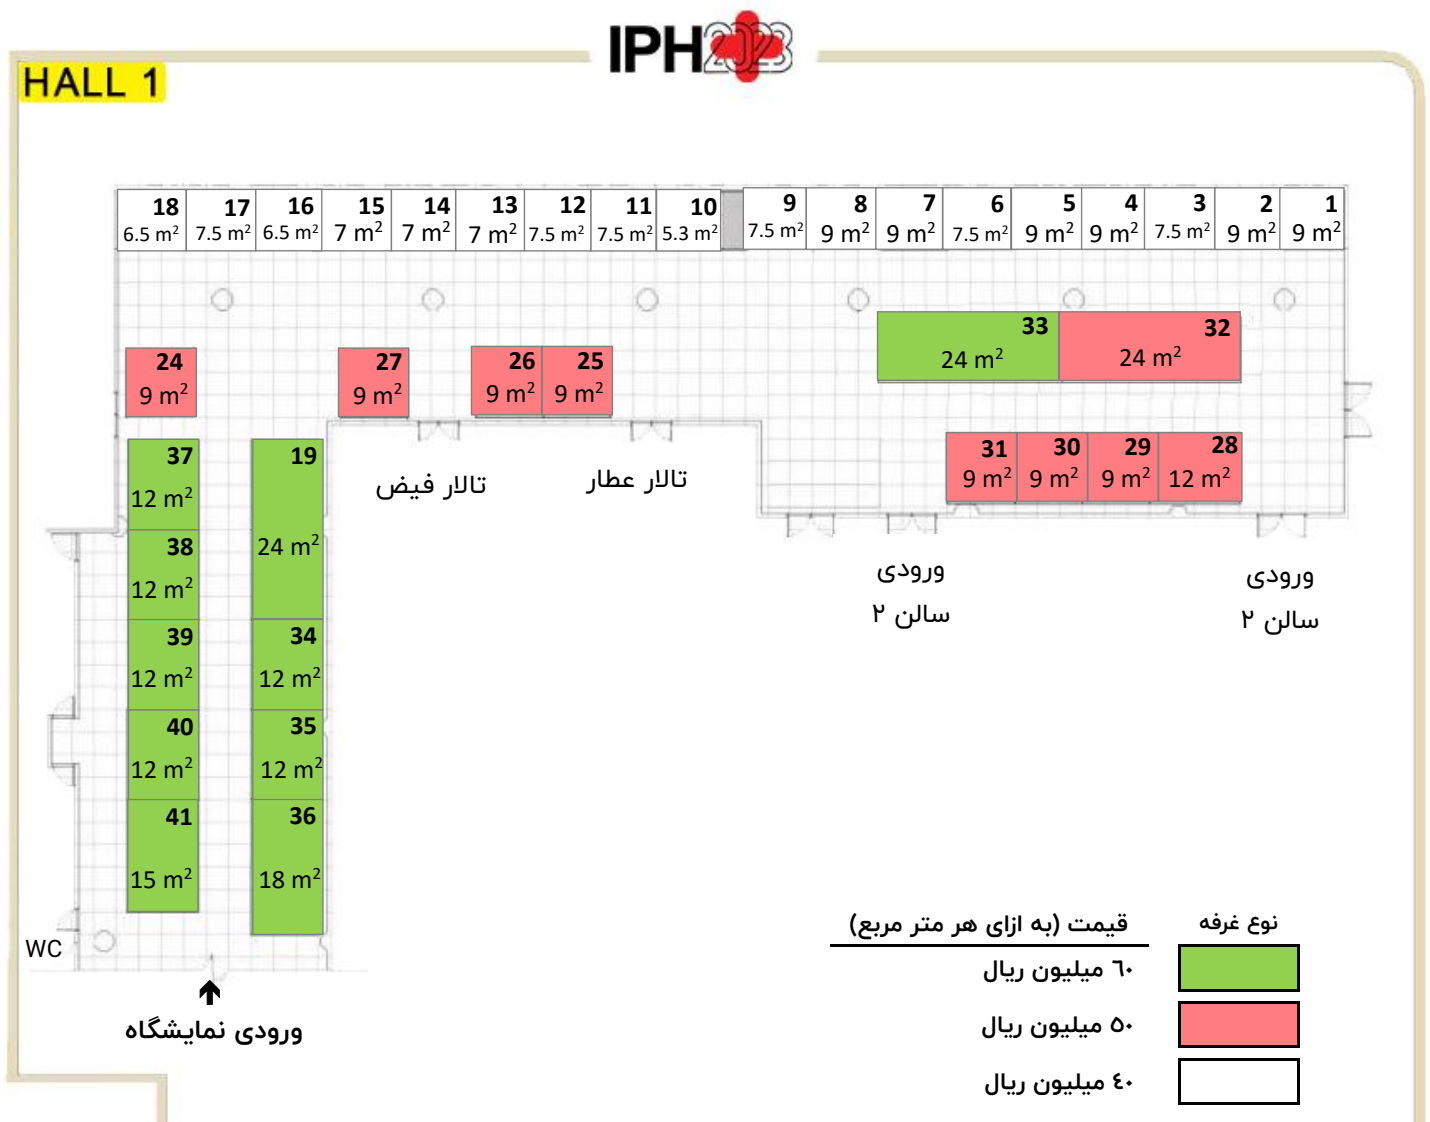 IPH2023
HALL 1
18 17 16 15 14 13 12 11 10 9 8 7 6 5 4 3 2 1
6.5 m² 7.5 m² 6.5 m² 7 m² 7 m² 7 m² 7.5 m² 7.5 m² 5.3 m² 7.5 m² 9 m² 9 m² 7.5 m² 9 m² 9 m² 7.5 m² 9 m² 9 m²
33 32
24 m² 24 m²
24 27 26 25
9 m² 9 m² 9 m² 9 m²
31 30 29 28
9 m² 9 m² 9 m² 12 m²
37 19
12 m²
38
24 m²
12 m²
39 34
12 m² 12 m²
40 35
12 m² 12 m²
41 36
15 m² 18 m²
تالار فیض
تالار عطار
ورودی
سالن ۲
ورودی
سالن ۲
WC
ورودی نمایشگاه
نوع غرفه قیمت (به ازای هر متر مربع)
٦۰ میلیون ریال
٥۰ میلیون ریال
٤۰ میلیون ریال